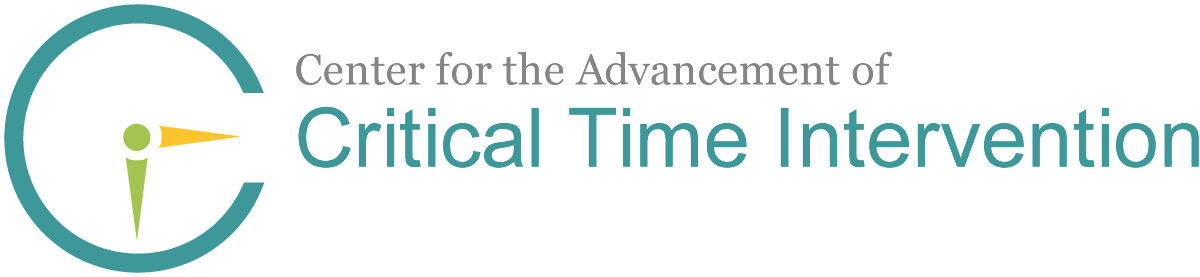 Center for the Advancement of
Critical Time Intervention